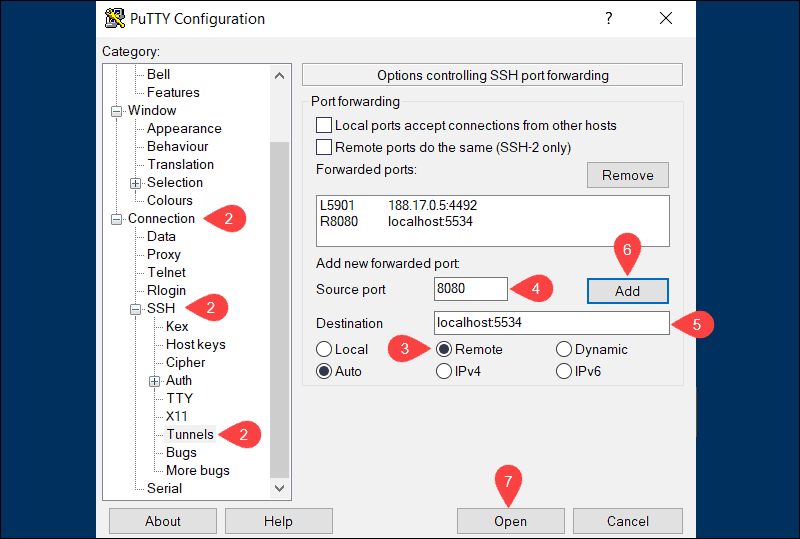 PuTTY Configuration
?
Category:
Bell
Features
Window
Appearance
Behaviour
Translation
Selection
Colours
Connection 2
Data
Proxy
Telnet
Rlogin
SSH 2
Kex
Host keys
Cipher
Auth
TTY
X11
Tunnels 2
Bugs
More bugs
Serial
Options controlling SSH port forwarding
Port forwarding
Local ports accept connections from other hosts
Remote ports do the same (SSH-2 only)
Forwarded ports: Remove
L5901 188.17.0.5:4492
R8080 localhost:5534
6
Add new forwarded port:
Source port 8080 4 Add
Destination localhost:5534 5
Local 3 Remote Dynamic
Auto IPv4 IPv6
7
About Help Open Cancel